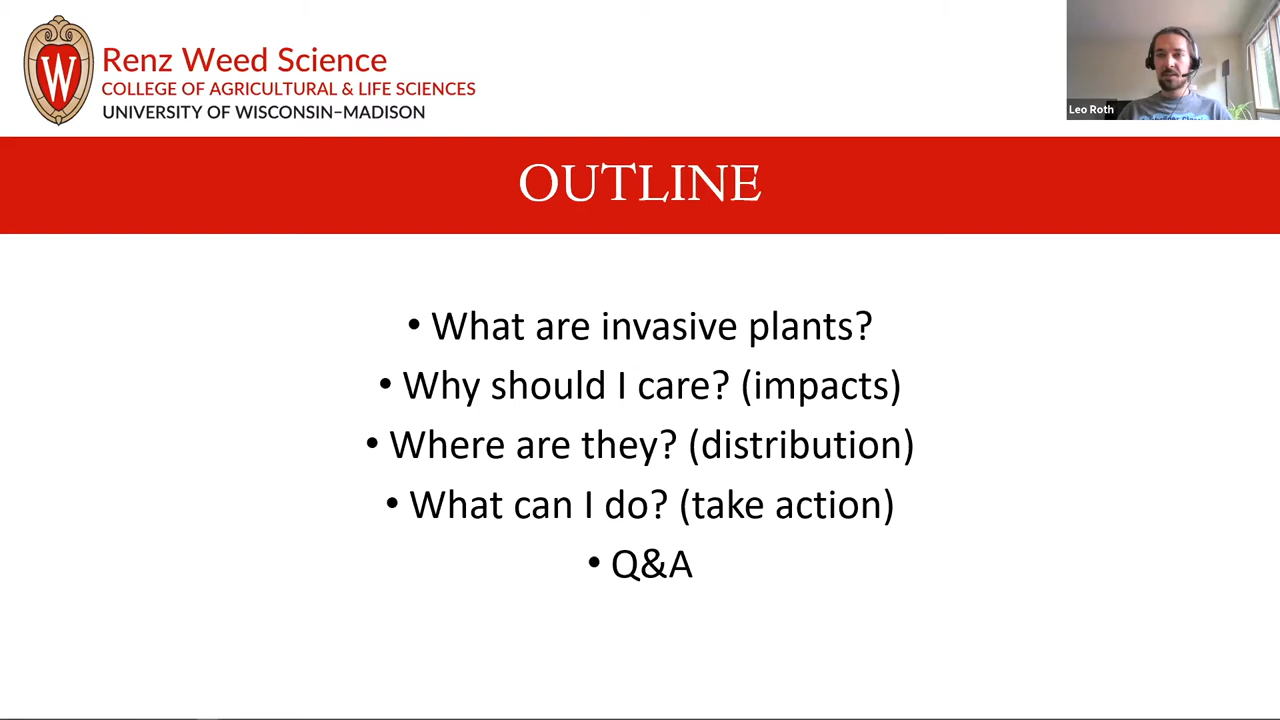 W
Renz Weed Science
COLLEGE OF AGRICULTURAL & LIFE SCIENCES
UNIVERSITY OF WISCONSIN–MADISON
Leo Roth
OUTLINE
• What are invasive plants?
• Why should I care? (impacts)
• Where are they? (distribution)
• What can I do? (take action)
• Q&A